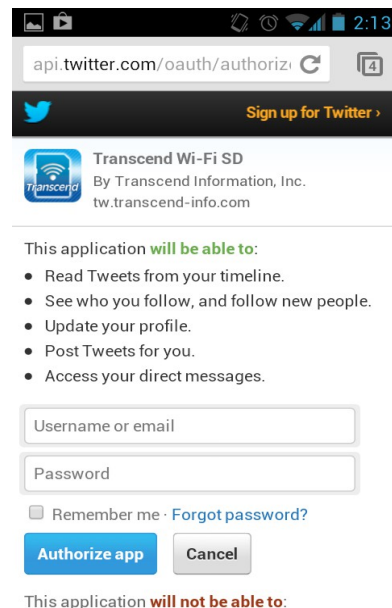 2:13
api.twitter.com/oauth/authoriz
4
Sign up for Twitter ›
Transcend
Transcend Wi-Fi SD
By Transcend Information, Inc.
tw.transcend-info.com
This application will be able to:
• Read Tweets from your timeline.
• See who you follow, and follow new people.
• Update your profile.
• Post Tweets for you.
• Access your direct messages.
Username or email
Password
Remember me · Forgot password?
Authorize app Cancel
This application will not be able to: